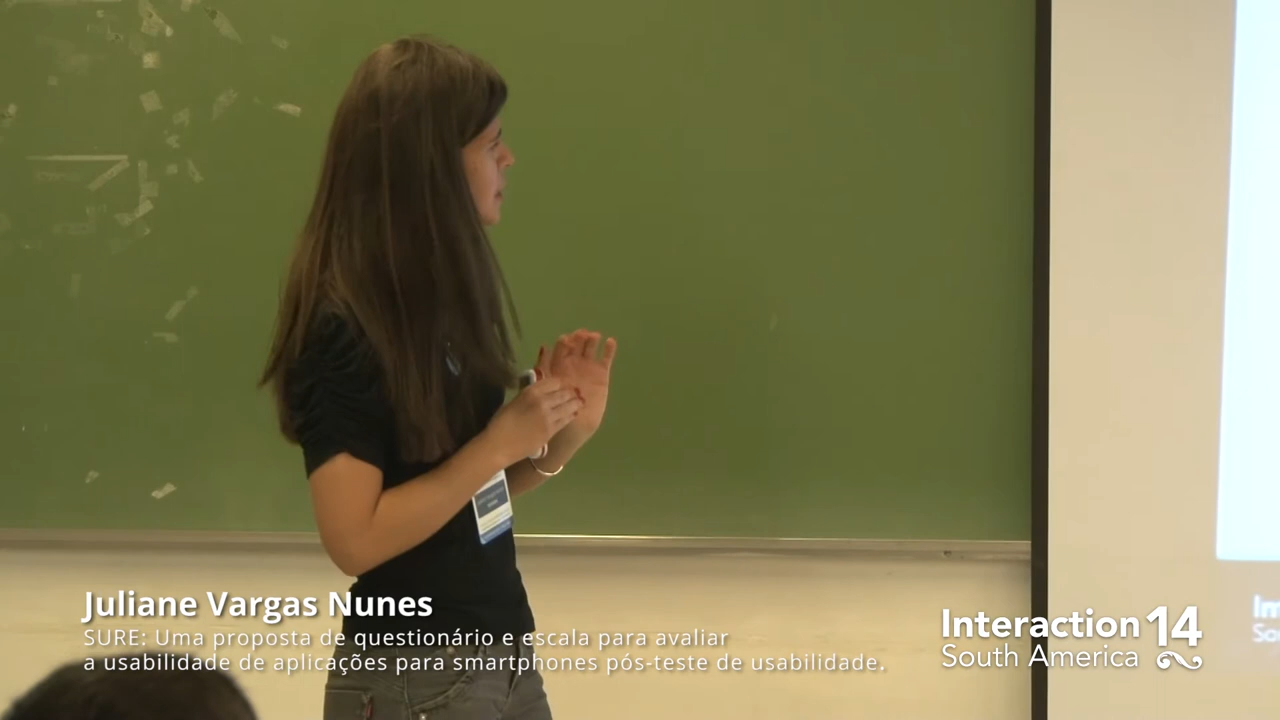 Juliane Vargas Nunes
SURE: Uma proposta de questionário e escala para avaliar
a usabilidade de aplicações para smartphones pós-teste de usabilidade.
Interaction 14
South America